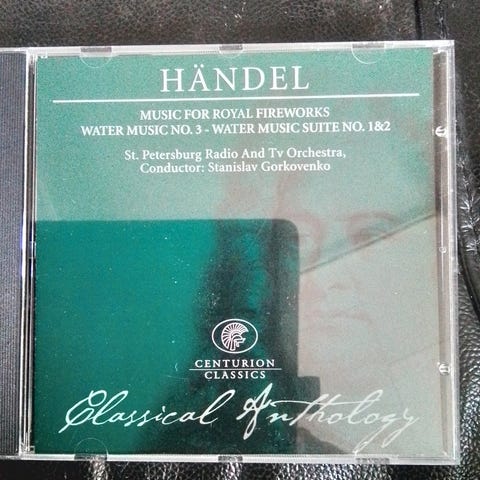 HÄNDEL
MUSIC FOR ROYAL FIREWORKS
WATER MUSIC NO. 3 - WATER MUSIC SUITE NO. 1&2
St. Petersburg Radio And Tv Orchestra,
Conductor: Stanislav Gorkovenko
CENTURION
CLASSICS
Classical Anthology